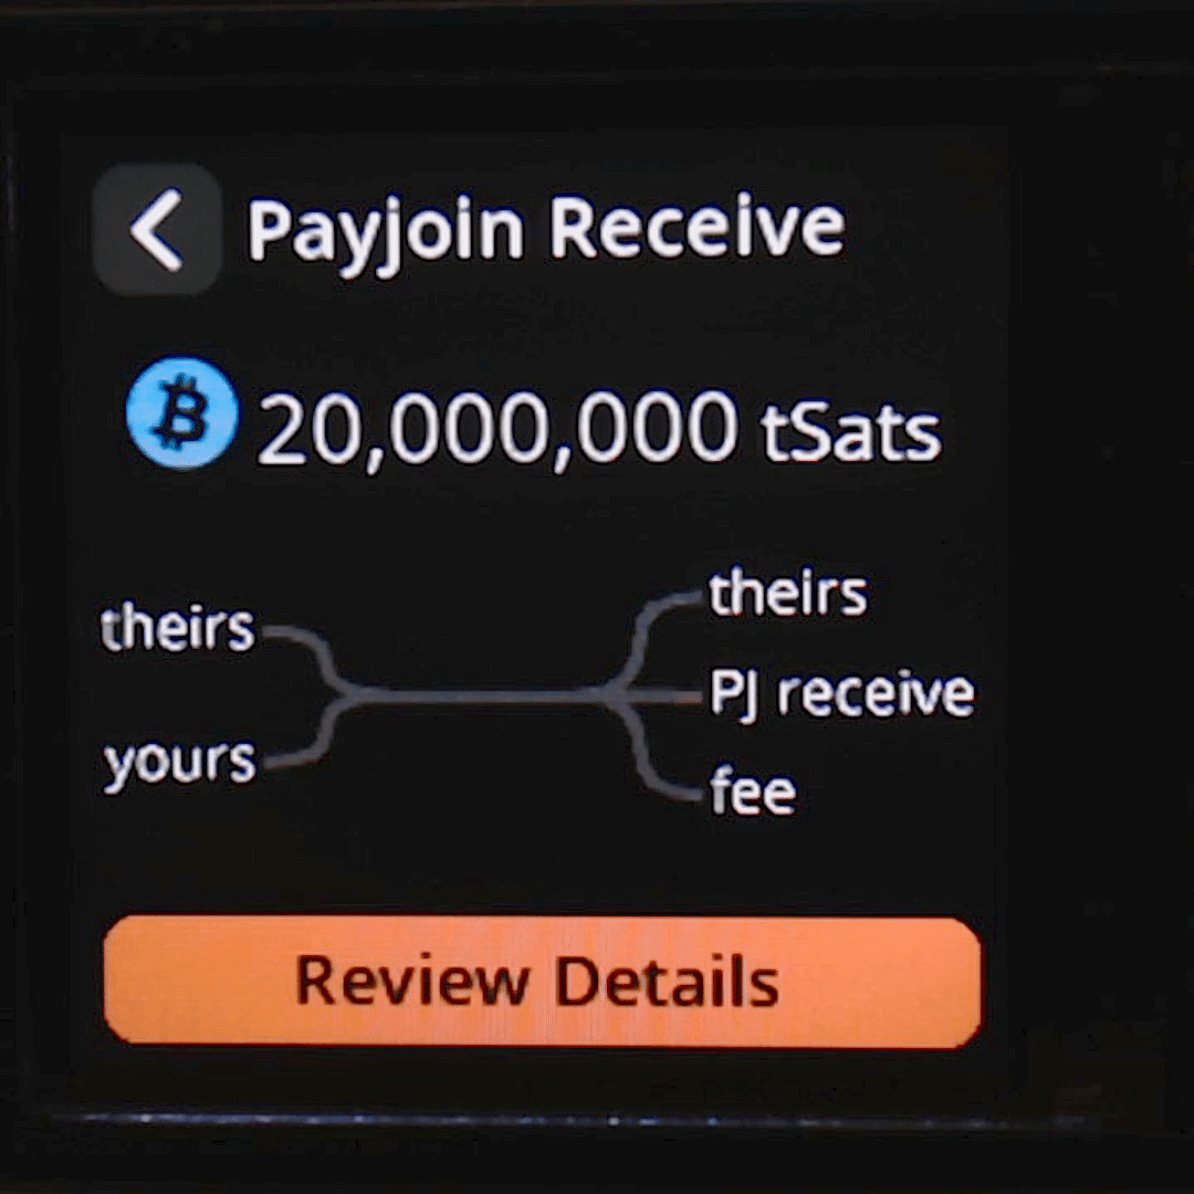 Payjoin Receive
20,000,000 tSats
theirs
yours
theirs
PJ receive
fee
Review Details